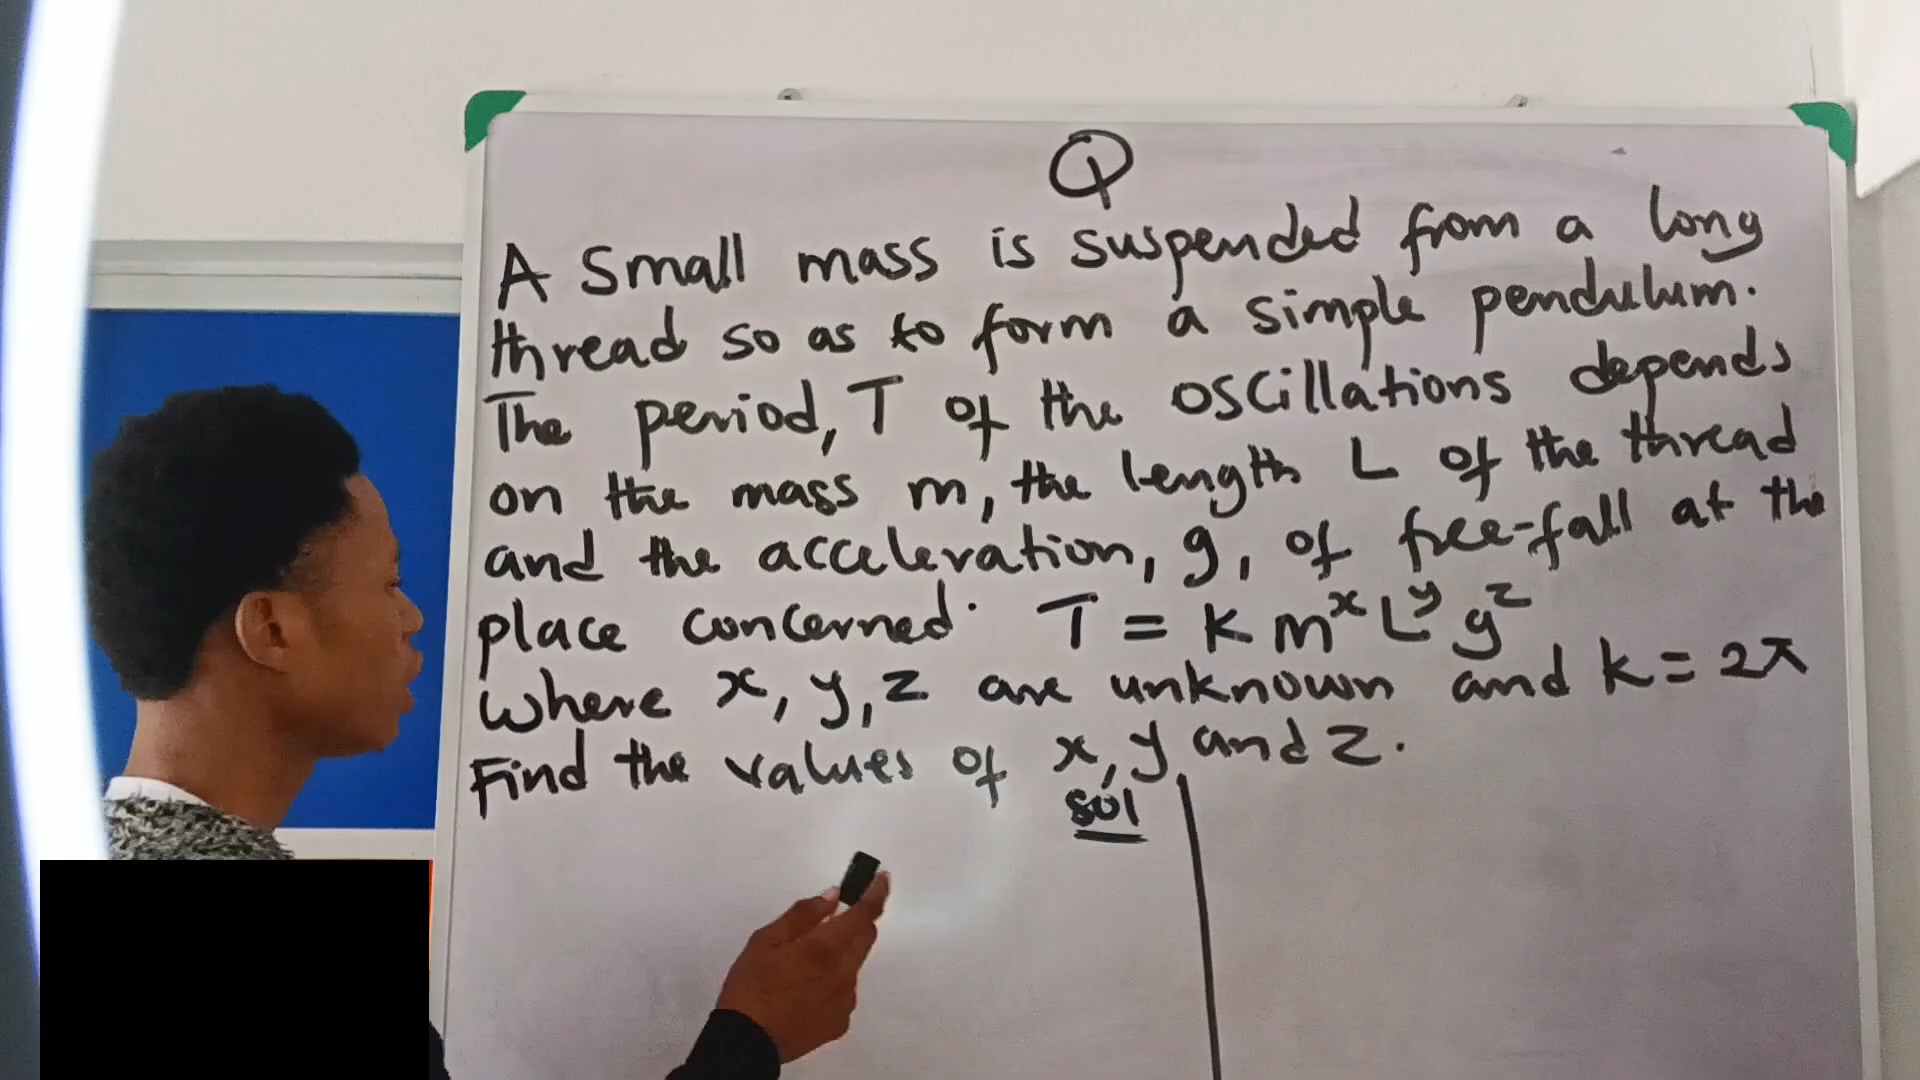 Q
A small mass is suspended from a long
thread so as to form a simple pendulum.
The period, T of the oscillations depends
on the mass m, the length L of the thread
and the acceleration, g, of free-fall at the
place concerned. T = k m^x L^y g^z
where x, y, z are unknown and k = 2π
Find the values of x, y and z.
sol